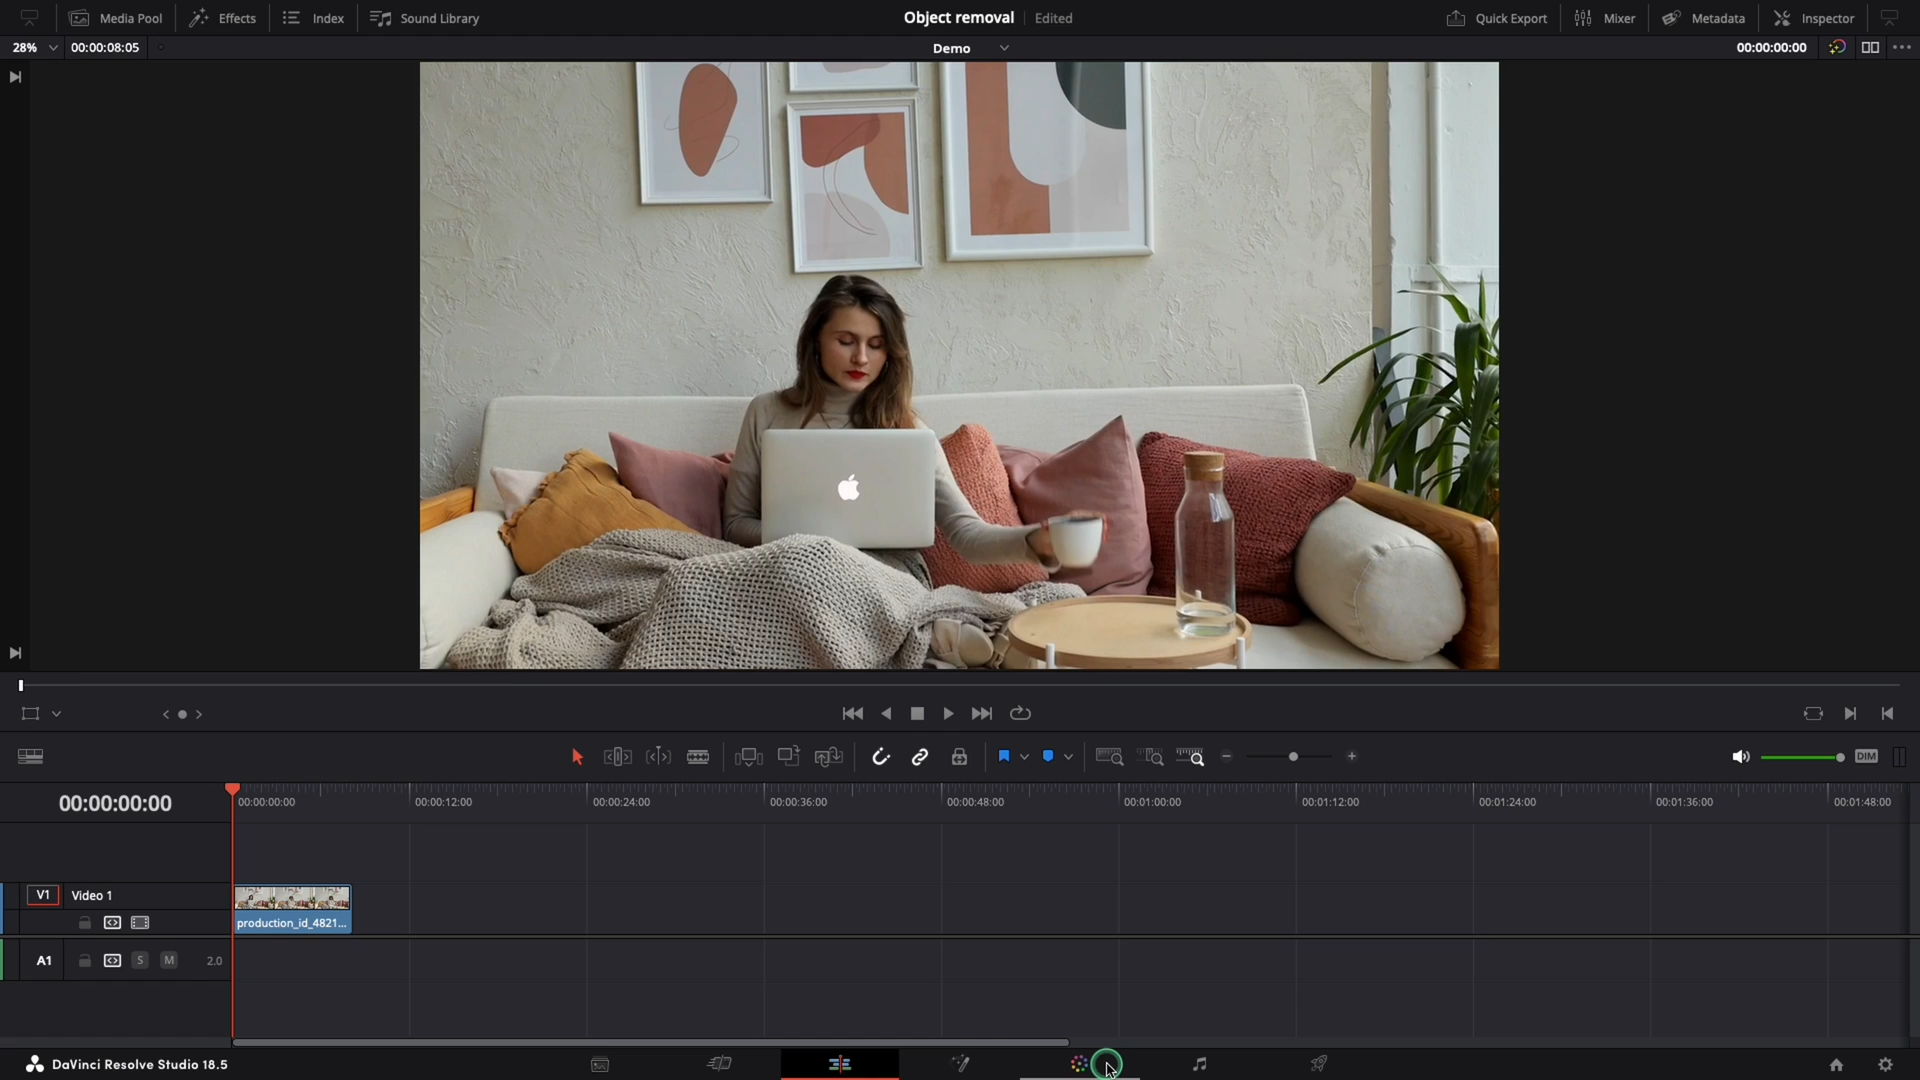 Media Pool Effects Index Sound Library Object removal Edited Quick Export Mixer Metadata Inspector
28% 00:00:08:05 Demo 00:00:00:00
DIM
00:00:00:00 00:00:00:00 00:00:12:00 00:00:24:00 00:00:36:00 00:00:48:00 00:01:00:00 00:01:12:00 00:01:24:00 00:01:36:00 00:01:48:00
V1 Video 1
production_id_4821...
A1 S M 2.0
DaVinci Resolve Studio 18.5